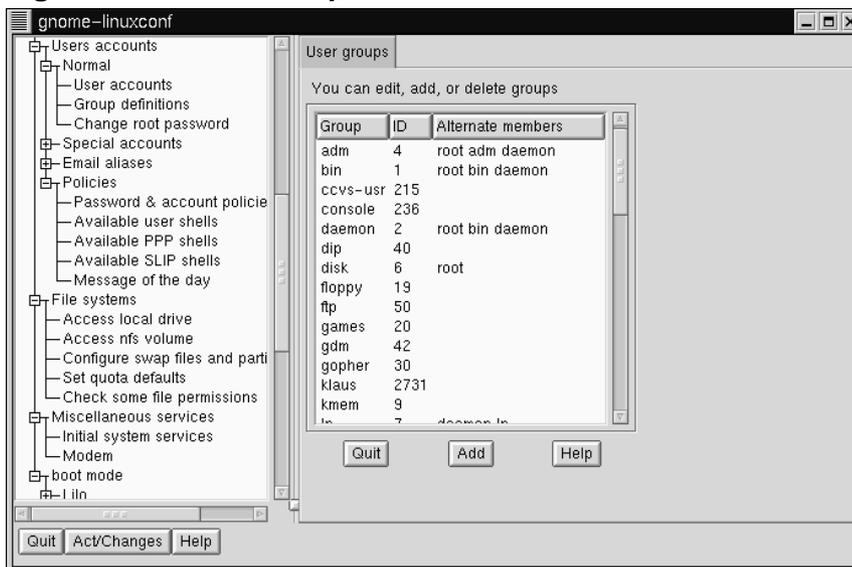 gnome-linuxconf
Users accounts
Normal
User accounts
Group definitions
Change root password
Special accounts
Email aliases
Policies
Password & account policie
Available user shells
Available PPP shells
Available SLIP shells
Message of the day
File systems
Access local drive
Access nfs volume
Configure swap files and parti
Set quota defaults
Check some file permissions
Miscellaneous services
Initial system services
Modem
boot mode
Lilo
Quit Act/Changes Help
User groups
You can edit, add, or delete groups
Group ID Alternate members
adm 4 root adm daemon
bin 1 root bin daemon
ccvs-usr 215
console 236
daemon 2 root bin daemon
dip 40
disk 6 root
floppy 19
ftp 50
games 20
gdm 42
gopher 30
klaus 2731
kmem 9
lp 7 daemon lp
Quit Add Help